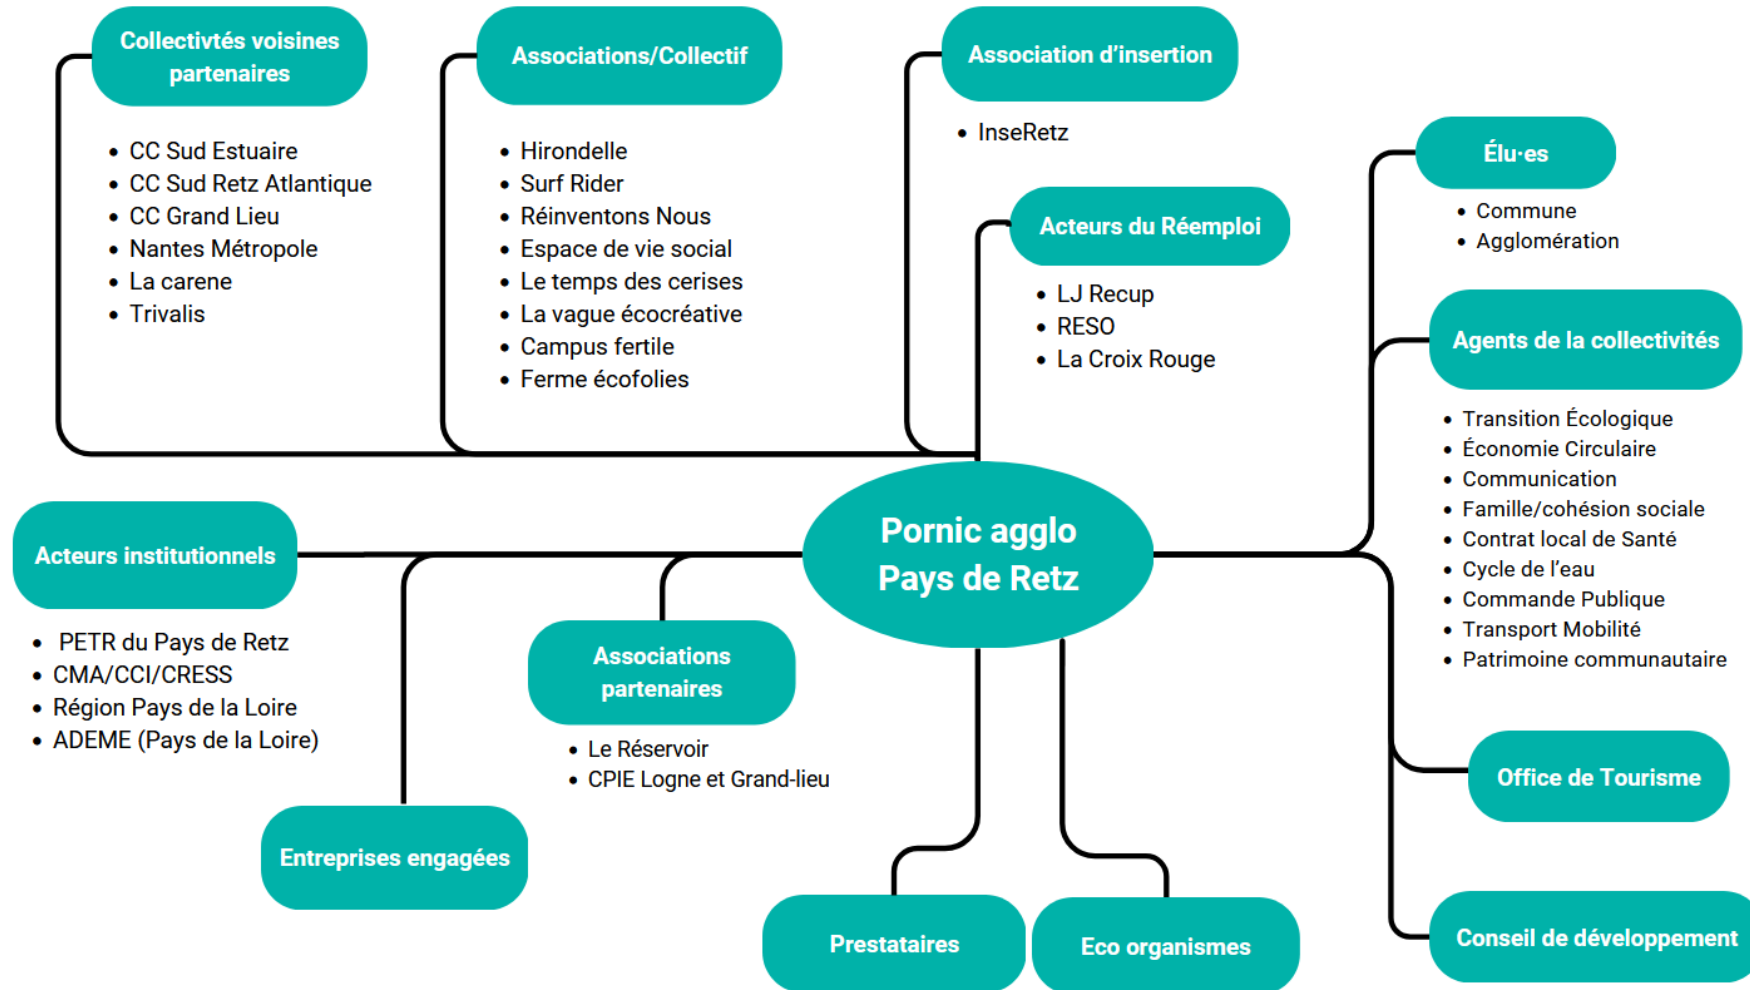 Collectivtés voisines
partenaires
• CC Sud Estuaire
• CC Sud Retz Atlantique
• CC Grand Lieu
• Nantes Métropole
• La carene
• Trivalis
Associations/Collectif
• Hirondelle
• Surf Rider
• Réinventons Nous
• Espace de vie social
• Le temps des cerises
• La vague écocréative
• Campus fertile
• Ferme écofolies
Association d'insertion
• InseRetz
Acteurs du Réemploi
• LJ Recup
• RESO
• La Croix Rouge
Élu·es
• Commune
• Agglomération
Agents de la collectivités
• Transition Écologique
• Économie Circulaire
• Communication
• Famille/cohésion sociale
• Contrat local de Santé
• Cycle de l'eau
• Commande Publique
• Transport Mobilité
• Patrimoine communautaire
Pornic agglo
Pays de Retz
Acteurs institutionnels
• PETR du Pays de Retz
• CMA/CCI/CRESS
• Région Pays de la Loire
• ADEME (Pays de la Loire)
Associations
partenaires
• Le Réservoir
• CPIE Logne et Grand-lieu
Entreprises engagées
Prestataires
Eco organismes
Office de Tourisme
Conseil de développement